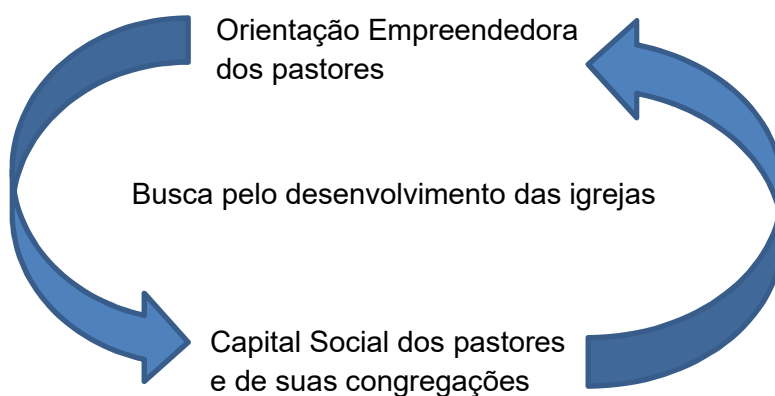 Orientação Empreendedora
dos pastores
Busca pelo desenvolvimento das igrejas
Capital Social dos pastores
e de suas congregações